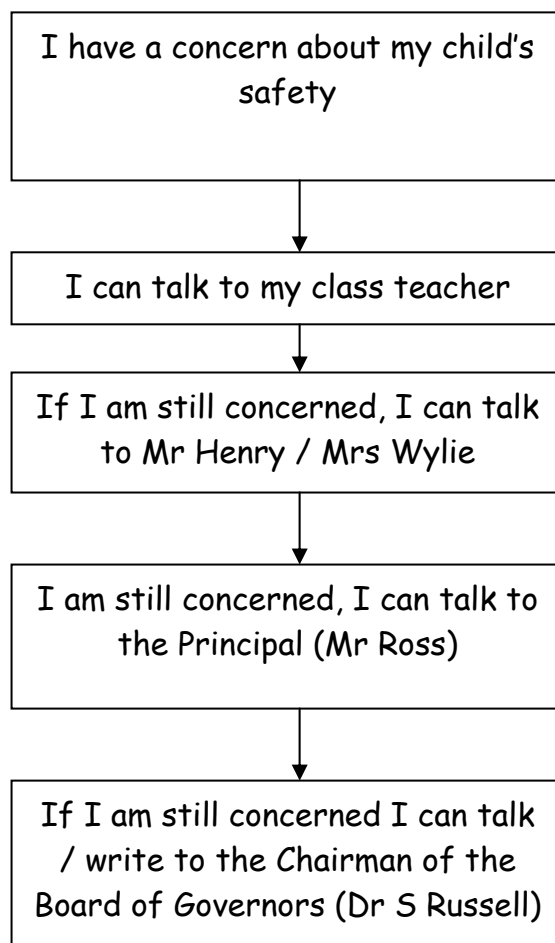 I have a concern about my child’s
safety
I can talk to my class teacher
If I am still concerned, I can talk
to Mr Henry / Mrs Wylie
I am still concerned, I can talk to
the Principal (Mr Ross)
If I am still concerned I can talk
/ write to the Chairman of the
Board of Governors (Dr S Russell)